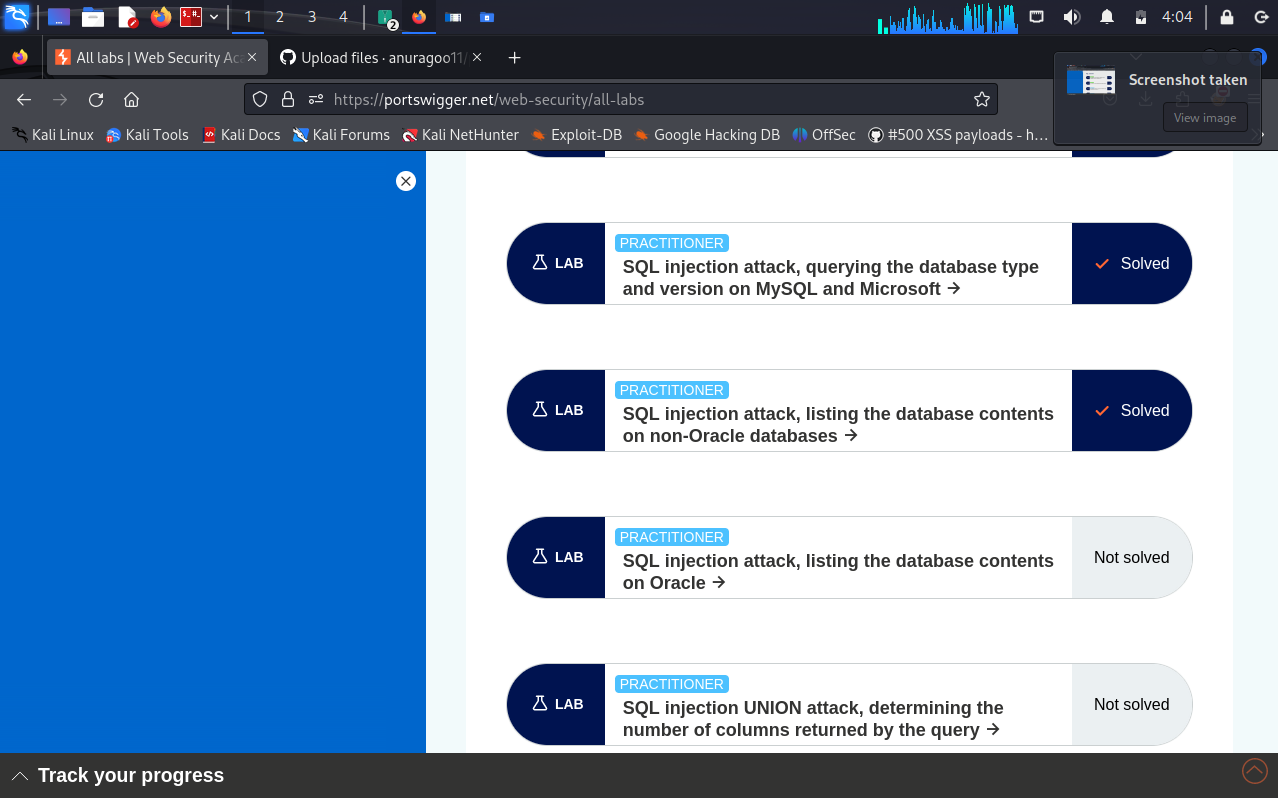 1 2 3 4 2 4:04
All labs | Web Security Aca
Upload files · anuragoo11/
Screenshot taken
View image
https://portswigger.net/web-security/all-labs
Kali Linux Kali Tools Kali Docs Kali Forums Kali NetHunter Exploit-DB Google Hacking DB OffSec #500 XSS payloads - h…
PRACTITIONER
LAB
SQL injection attack, querying the database type
and version on MySQL and Microsoft →
Solved
PRACTITIONER
LAB
SQL injection attack, listing the database contents
on non-Oracle databases →
Solved
PRACTITIONER
LAB
SQL injection attack, listing the database contents
on Oracle →
Not solved
PRACTITIONER
LAB
SQL injection UNION attack, determining the
number of columns returned by the query →
Not solved
Track your progress